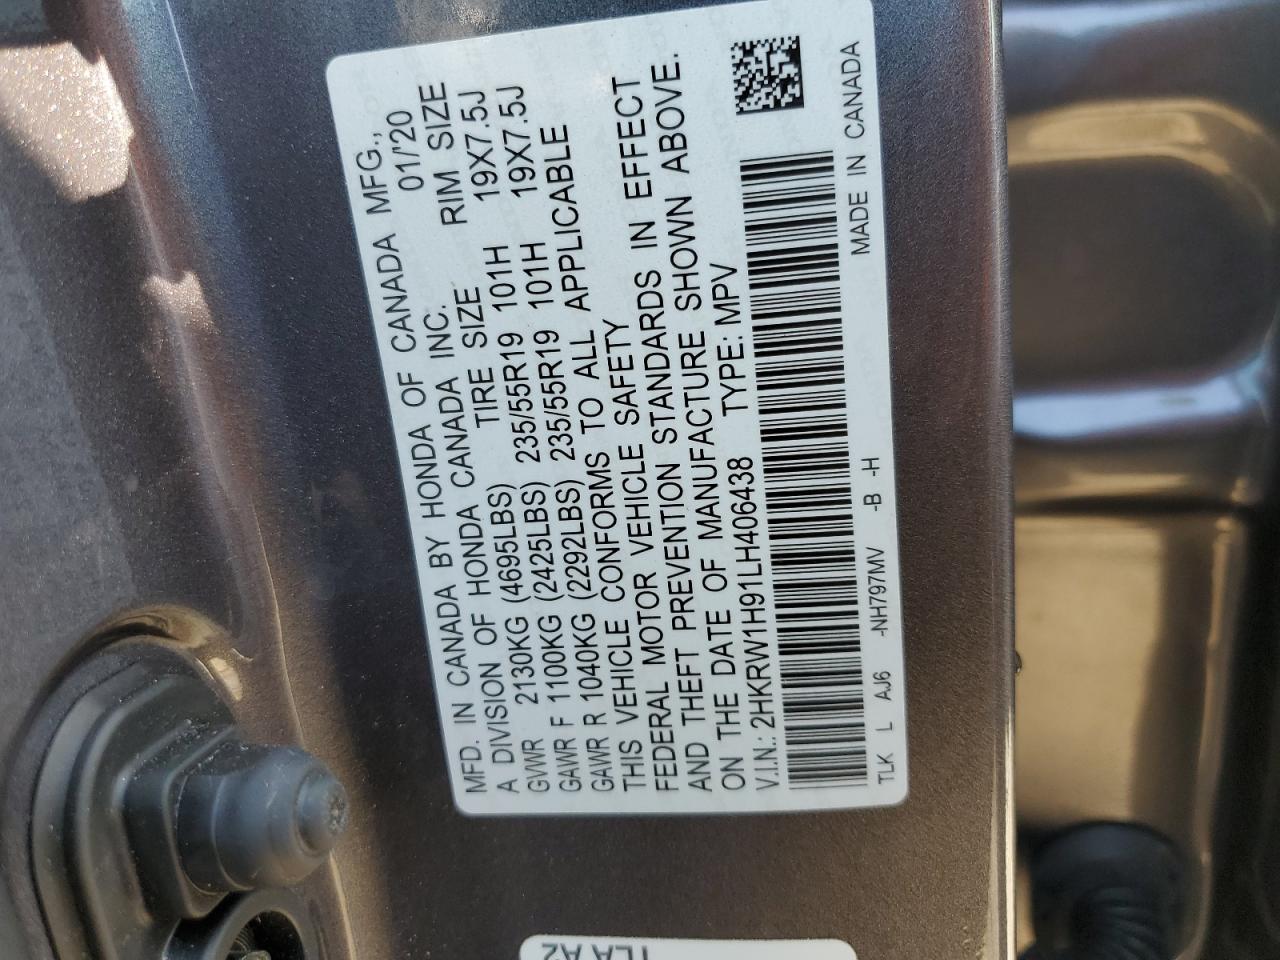 MFD. IN CANADA BY HONDA OF CANADA MFG.,
A DIVISION OF HONDA CANADA INC. 01/'20
TIRE SIZE RIM SIZE
GVWR 2130KG (4695LBS) 235/55R19 101H 19X7.5J
GAWR F 1100KG (2425LBS) 235/55R19 101H 19X7.5J
GAWR R 1040KG (2292LBS)
THIS VEHICLE CONFORMS TO ALL APPLICABLE
FEDERAL MOTOR VEHICLE SAFETY
AND THEFT PREVENTION STANDARDS IN EFFECT
ON THE DATE OF MANUFACTURE SHOWN ABOVE.
V.I.N.: 2HKRW1H91LH406438 TYPE: MPV
TLK L AJ6 -NH797MV -B -H MADE IN CANADA